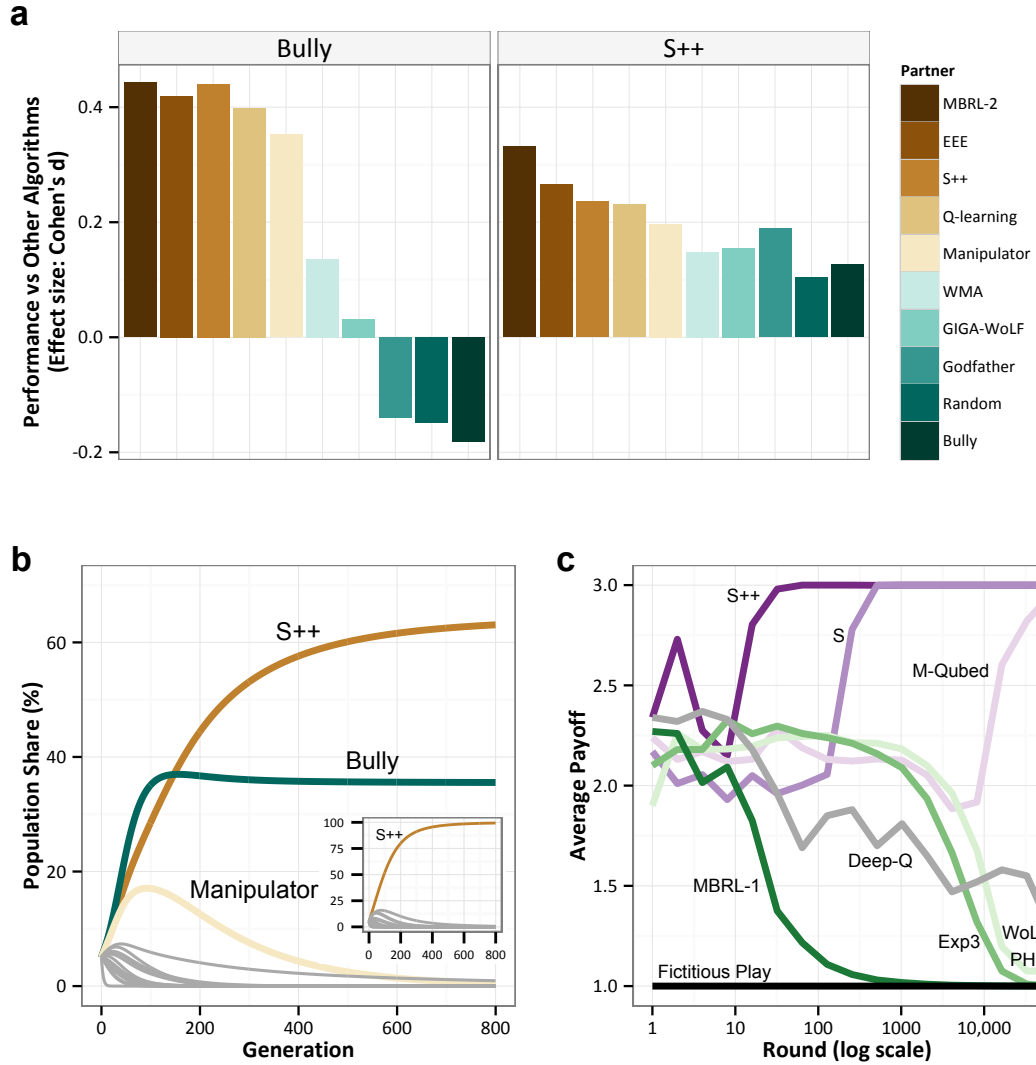 a
Bully
S++
Performance vs Other Algorithms
(Effect size: Cohen's d)
0.4
0.2
0.0
-0.2
Partner
MBRL-2
EEE
S++
Q-learning
Manipulator
WMA
GIGA-WoLF
Godfather
Random
Bully
b
Population Share (%)
60
40
20
0
S++
Bully
Manipulator
100
75
50
25
0
S++
0 200 400 600 800
0 200 400 600 800
Generation
c
Average Payoff
3.0
2.5
2.0
1.5
1.0
S++
S
M-Qubed
Deep-Q
MBRL-1
Exp3
WoL
PH
Fictitious Play
1 10 100 1000 10,000
Round (log scale)